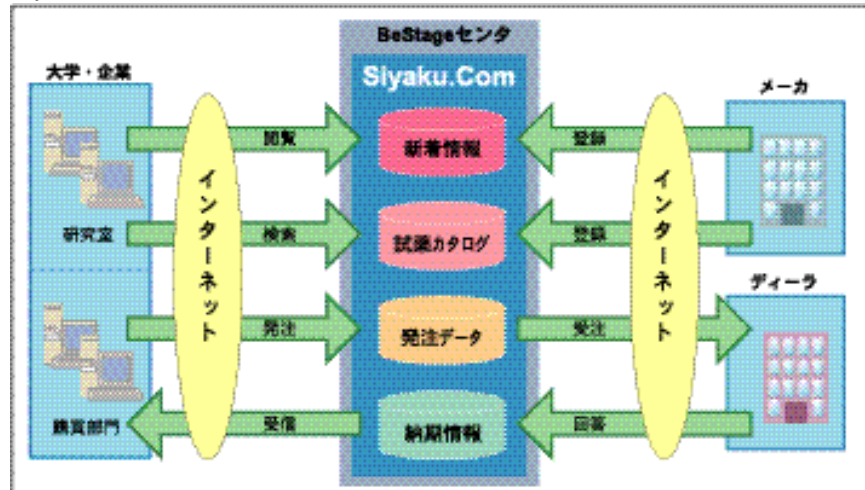 BeStageセンタ
Siyaku.Com
大学・企業
研究室
購買部門
インターネット
閲覧
検索
発注
受信
新着情報
試薬カタログ
発注データ
納期情報
登録
登録
受注
回答
インターネット
メーカ
ディーラ